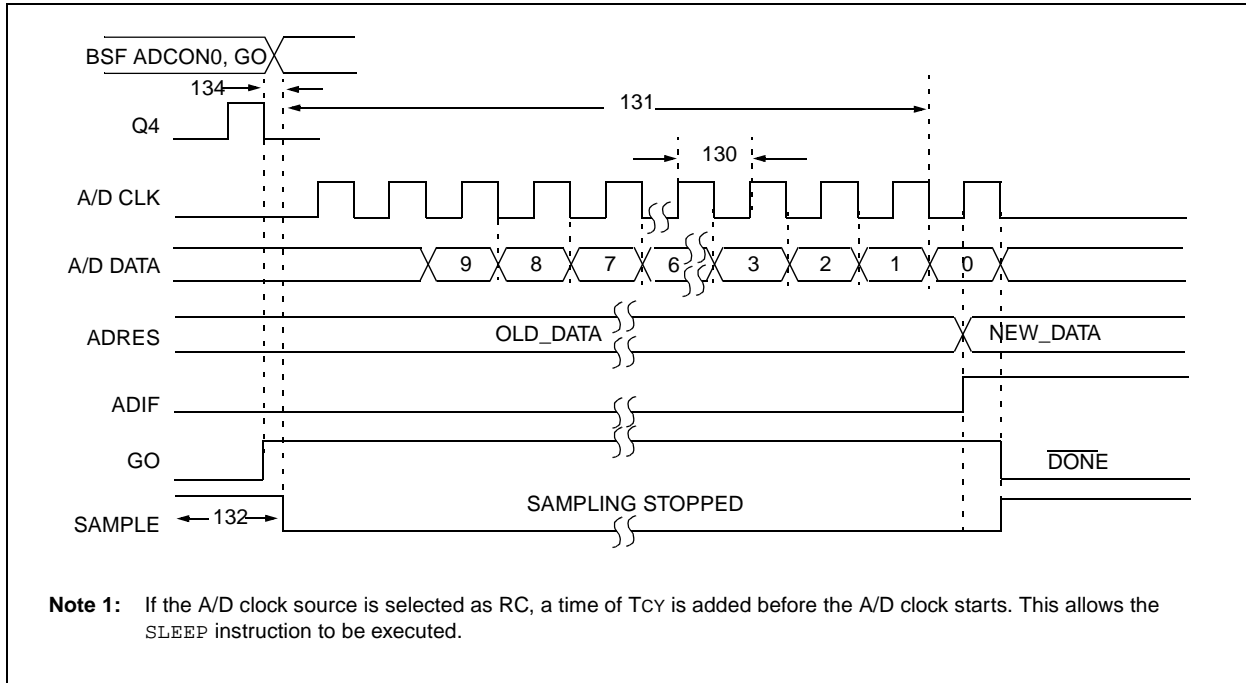 BSF ADCON0, GO
134
131
Q4
130
A/D CLK
A/D DATA 9 8 7 6 3 2 1 0
ADRES OLD_DATA NEW_DATA
ADIF
GO DONE
SAMPLING STOPPED
SAMPLE 132
Note 1: If the A/D clock source is selected as RC, a time of TCY is added before the A/D clock starts. This allows the
SLEEP instruction to be executed.